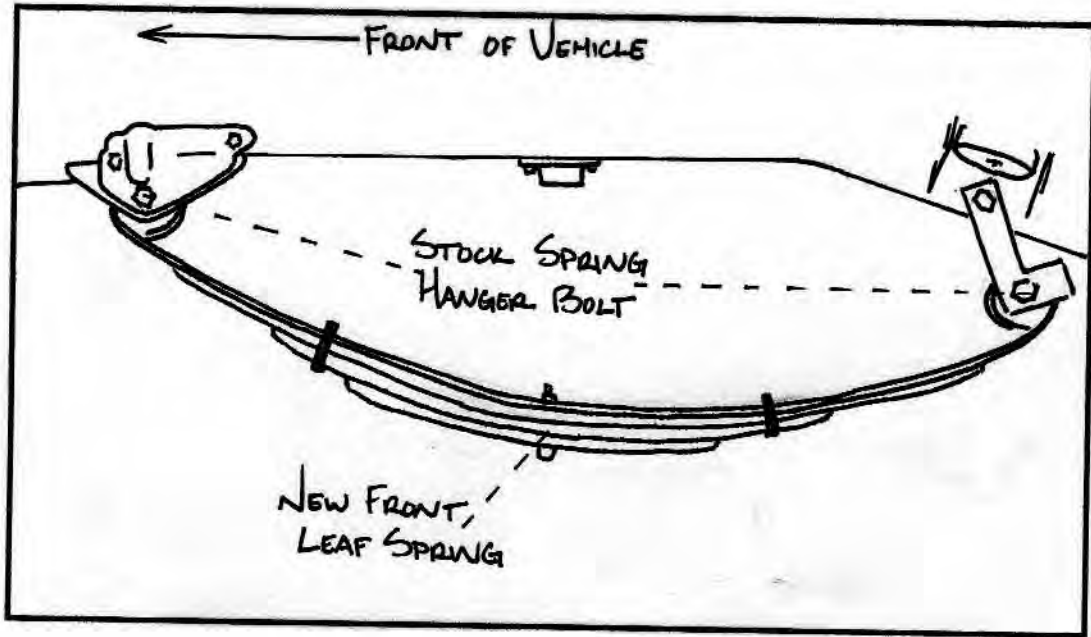 FRONT OF VEHICLE
STOCK SPRING
HANGER BOLT
NEW FRONT
LEAF SPRING